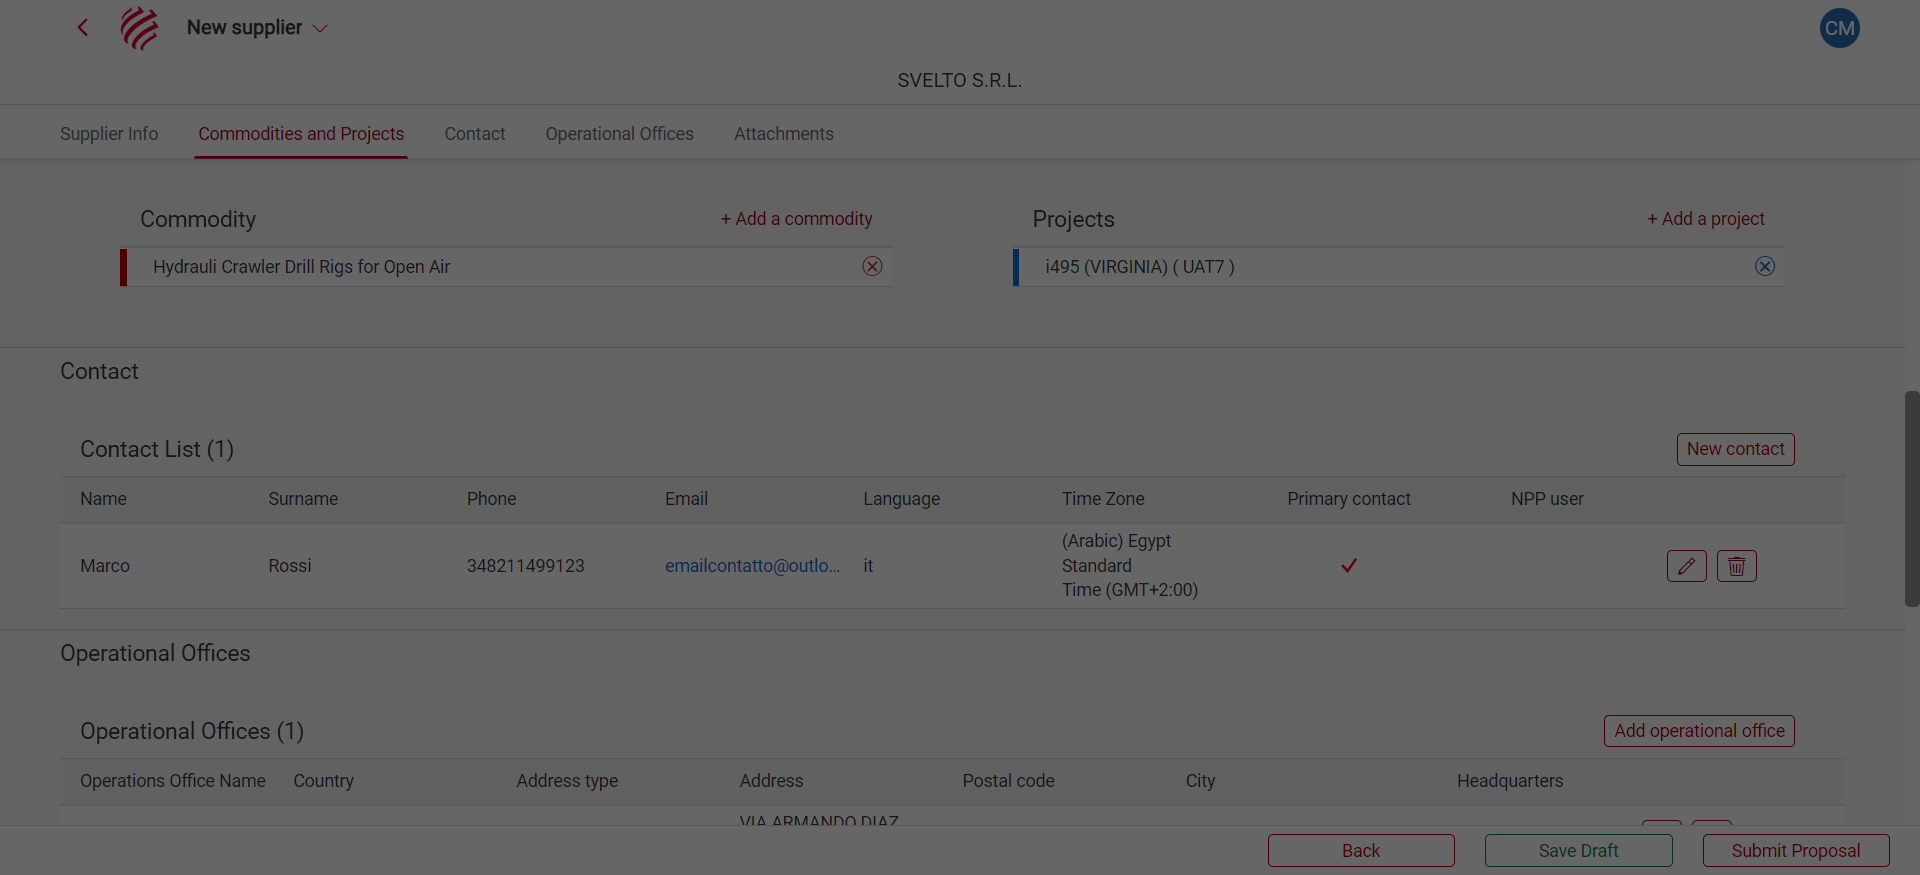 New supplier
CM
SVELTO S.R.L.
Supplier Info Commodities and Projects Contact Operational Offices Attachments
Commodity + Add a commodity Projects + Add a project
Hydrauli Crawler Drill Rigs for Open Air i495 (VIRGINIA) ( UAT7 )
Contact
Contact List (1) New contact
Name Surname Phone Email Language Time Zone Primary contact NPP user
Marco Rossi 348211499123 emailcontatto@outlo... it (Arabic) Egypt
Standard
Time (GMT+2:00)
Operational Offices
Operational Offices (1) Add operational office
Operations Office Name Country Address type Address Postal code City Headquarters
VIA ARMANDO DIAZ
Back Save Draft Submit Proposal